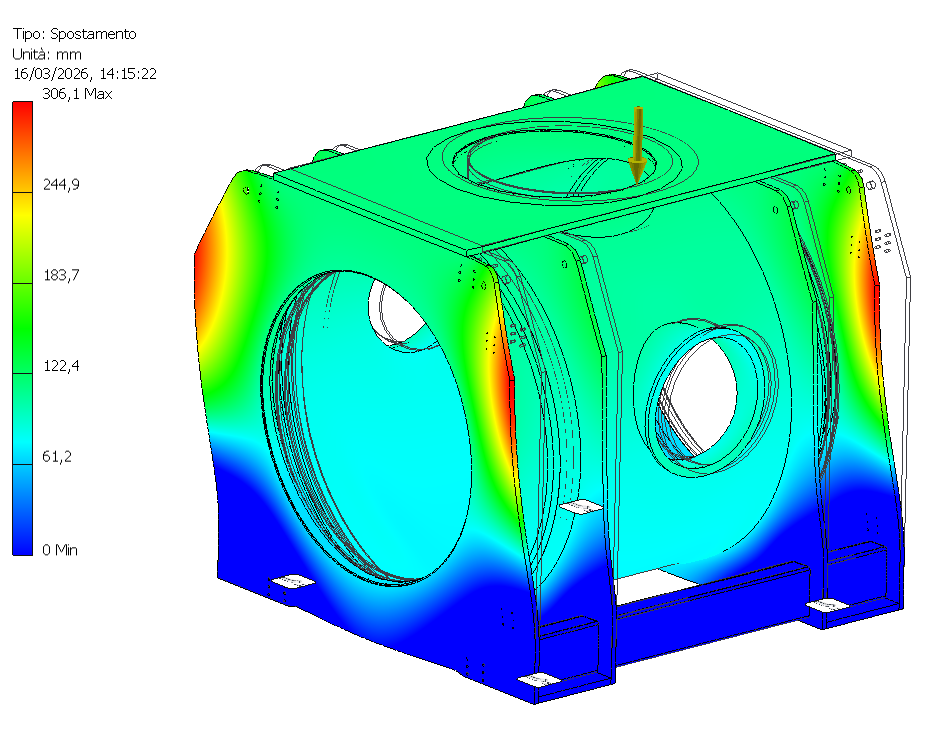 Tipo: Spostamento
Unità: mm
16/03/2026, 14:15:22
306,1 Max
244,9
183,7
122,4
61,2
0 Min